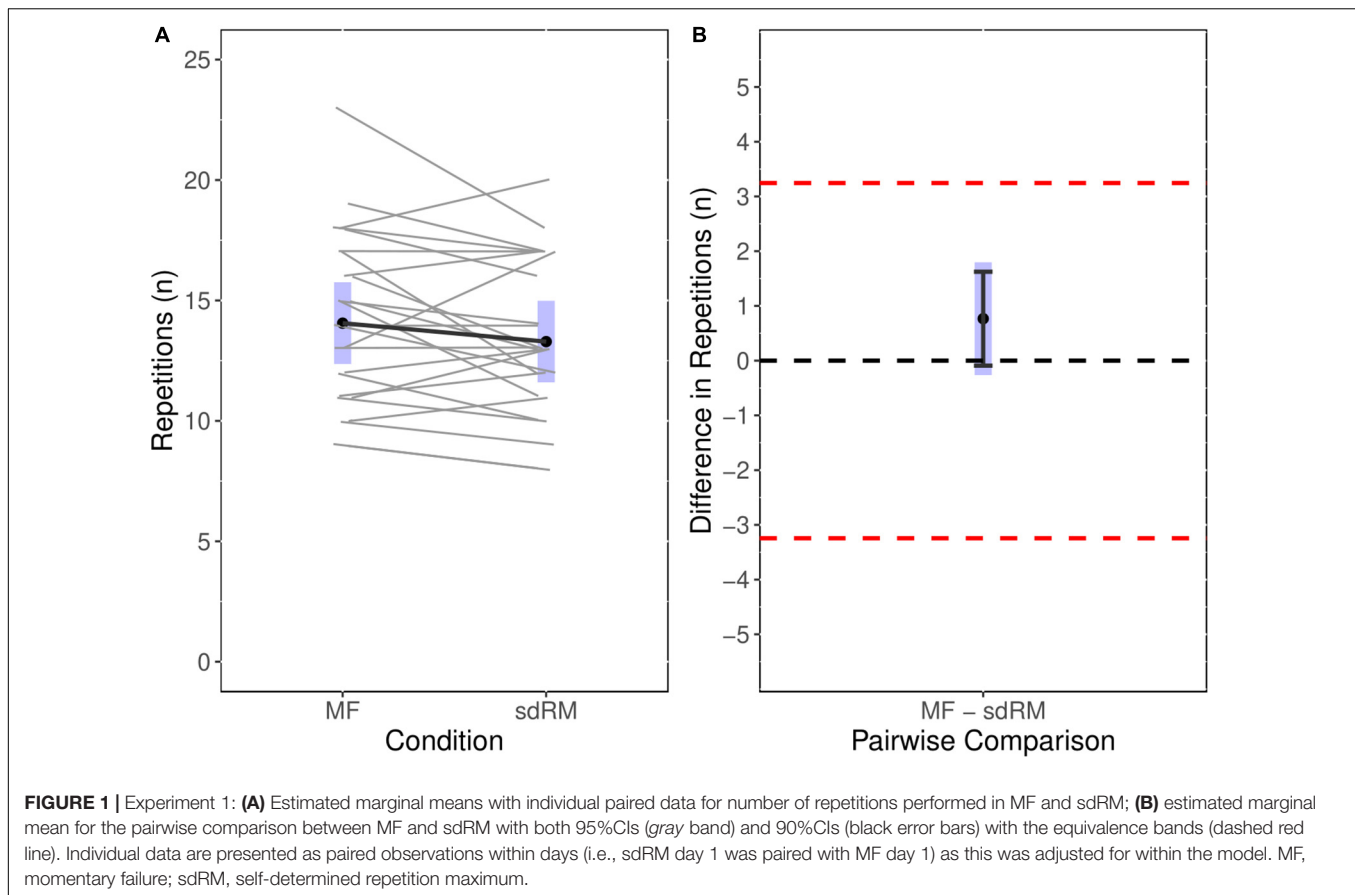 A
B
Repetitions (n)
25
20
15
10
5
0
MF
sdRM
Condition
Difference in Repetitions (n)
5
4
3
2
1
0
−1
−2
−3
−4
−5
MF − sdRM
Pairwise Comparison
FIGURE 1 | Experiment 1: (A) Estimated marginal means with individual paired data for number of repetitions performed in MF and sdRM; (B) estimated marginal
mean for the pairwise comparison between MF and sdRM with both 95%CIs (gray band) and 90%CIs (black error bars) with the equivalence bands (dashed red
line). Individual data are presented as paired observations within days (i.e., sdRM day 1 was paired with MF day 1) as this was adjusted for within the model. MF,
momentary failure; sdRM, self-determined repetition maximum.